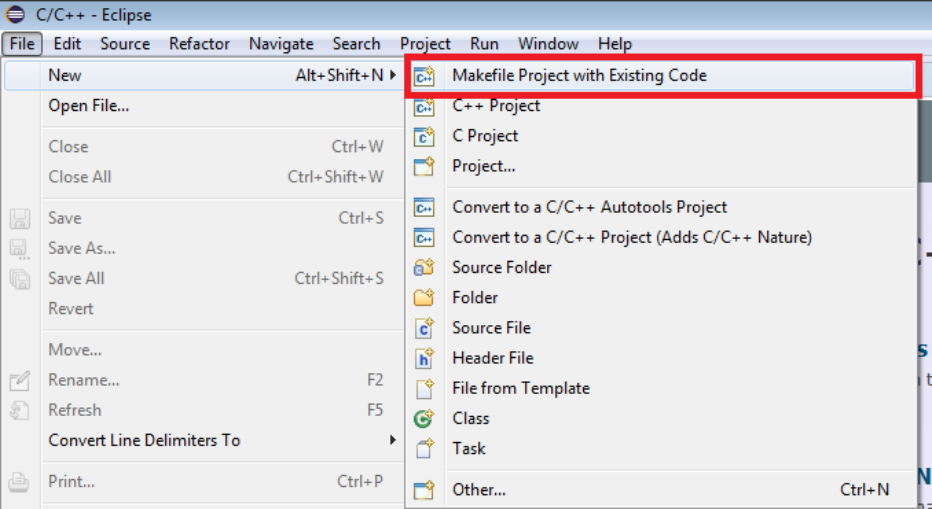 C/C++ - Eclipse
File Edit Source Refactor Navigate Search Project Run Window Help
New Alt+Shift+N
Open File...
Close Ctrl+W
Close All Ctrl+Shift+W
Save Ctrl+S
Save As...
Save All Ctrl+Shift+S
Revert
Move...
Rename... F2
Refresh F5
Convert Line Delimiters To
Print... Ctrl+P
Makefile Project with Existing Code
C++ Project
C Project
Project...
Convert to a C/C++ Autotools Project
Convert to a C/C++ Project (Adds C/C++ Nature)
Source Folder
Folder
Source File
Header File
File from Template
Class
Task
Other... Ctrl+N